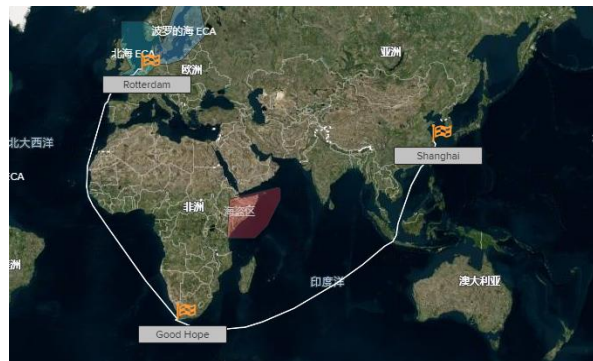 波罗的海 ECA
北海 ECA
亚洲
欧洲
Rotterdam
北大西洋
Shanghai
CA
非洲
海盗区
洲
印度洋
澳大利亚
Good Hope